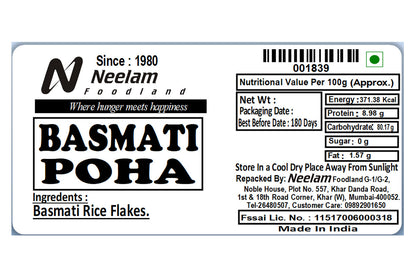 Since : 1980
Neelam
Foodland
Where hunger meets happiness
BASMATI
POHA
Ingredients :
Basmati Rice Flakes.
001839
Nutritional Value Per 100g (Approx.)
Net Wt :
Packaging Date :
Best Before Date : 180 Days
Energy :371.38 Kcal
Protein : 8.98 g
Carbohydrate: 80.17g
Sugar : 0 g
Fat : 1.57 g
Store In a Cool Dry Place Away From Sunlight
Repacked By: Neelam Foodland G-1/G-2,
Noble House, Plot No. 557, Khar Danda Road,
1st & 18th Road Corner, Khar (W), Mumbai-400052.
Tel-26480507, Customer Care: 09892901650
Fssai Lic. No. : 11517006000318
Made In India